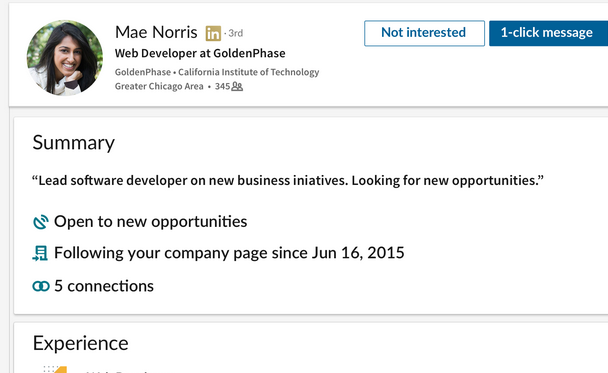 Mae Norris in · 3rd
Not interested
1-click message
Web Developer at GoldenPhase
GoldenPhase • California Institute of Technology
Greater Chicago Area • 345
Summary
“Lead software developer on new business iniatives. Looking for new opportunities.”
Open to new opportunities
Following your company page since Jun 16, 2015
5 connections
Experience